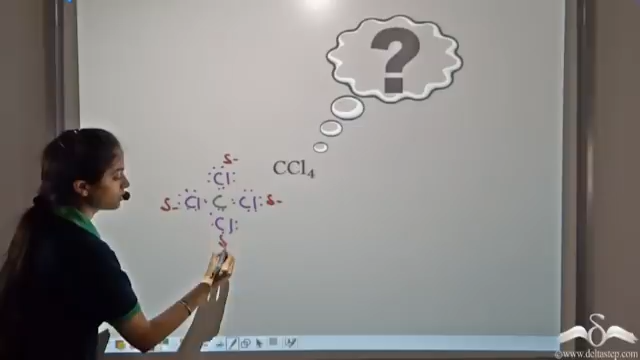 ?
CCl₄
δ-
Cl
δ- Cl C Cl δ-
Cl
δ
©www.deltastep.com